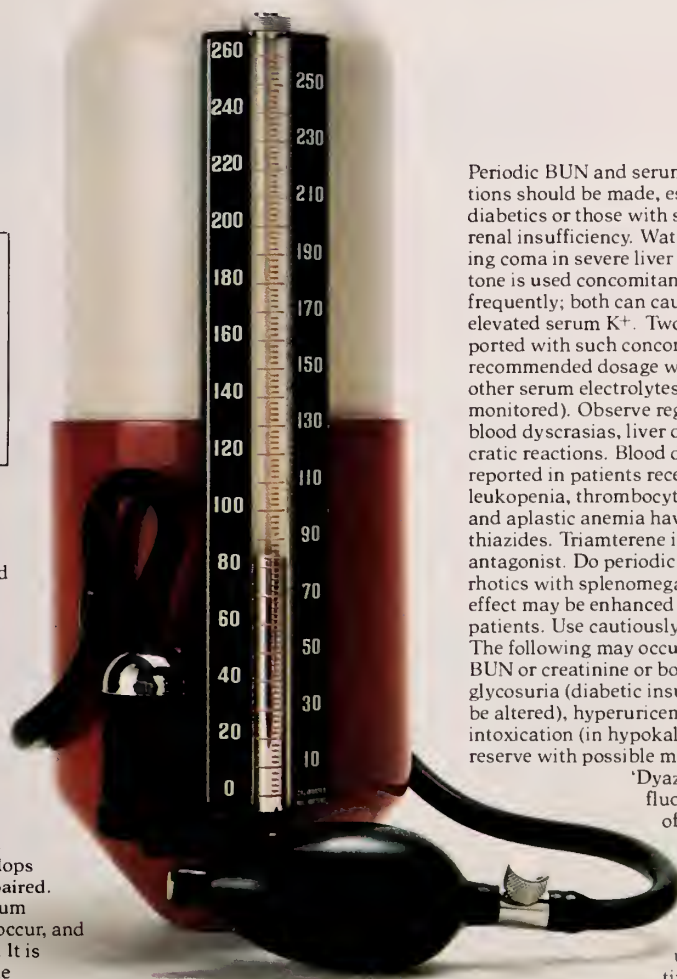 260
240
220
200
180
160
140
120
100
80
60
40
20
0
250
230
210
190
170
150
130
110
90
70
50
30
10
d
lops
aired.
um
occur, and
It is
e
Periodic BUN and serum
tions should be made, es
diabetics or those with s
renal insufficiency. Wat
ing coma in severe liver
tone is used concomitan
frequently; both can cau
elevated serum K+. Two
ported with such concor
recommended dosage w
other serum electrolytes
monitored). Observe reg
blood dyscrasias, liver d
cratic reactions. Blood d
reported in patients rece
leukopenia, thrombocyt
and aplastic anemia hav
thiazides. Triamterene i
antagonist. Do periodic
rhotics with splenomega
effect may be enhanced
patients. Use cautiously
The following may occu
BUN or creatinine or bo
glycosuria (diabetic insu
be altered), hyperuricen
intoxication (in hypokal
reserve with possible m
'Dyaz
fluc
of
u
ti